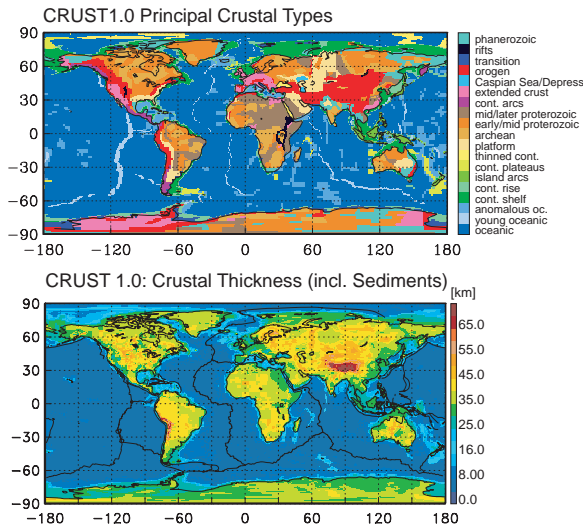 CRUST1.0 Principal Crustal Types
90
60
30
0
−30
−60
−90
−180 −120 −60 0 60 120 180
phanerozoic
rifts
transition
orogen
Caspian Sea/Depress
extended crust
cont. arcs
mid/later proterozoic
early/mid proterozoic
archean
platform
thinned cont.
cont. plateaus
island arcs
cont. rise
cont. shelf
anomalous oc.
young oceanic
oceanic
CRUST 1.0: Crustal Thickness (incl. Sediments)
[km]
90
60
30
0
−30
−60
−90
−180 −120 −60 0 60 120 180
65.0
55.0
45.0
35.0
25.0
16.0
8.00
0.0